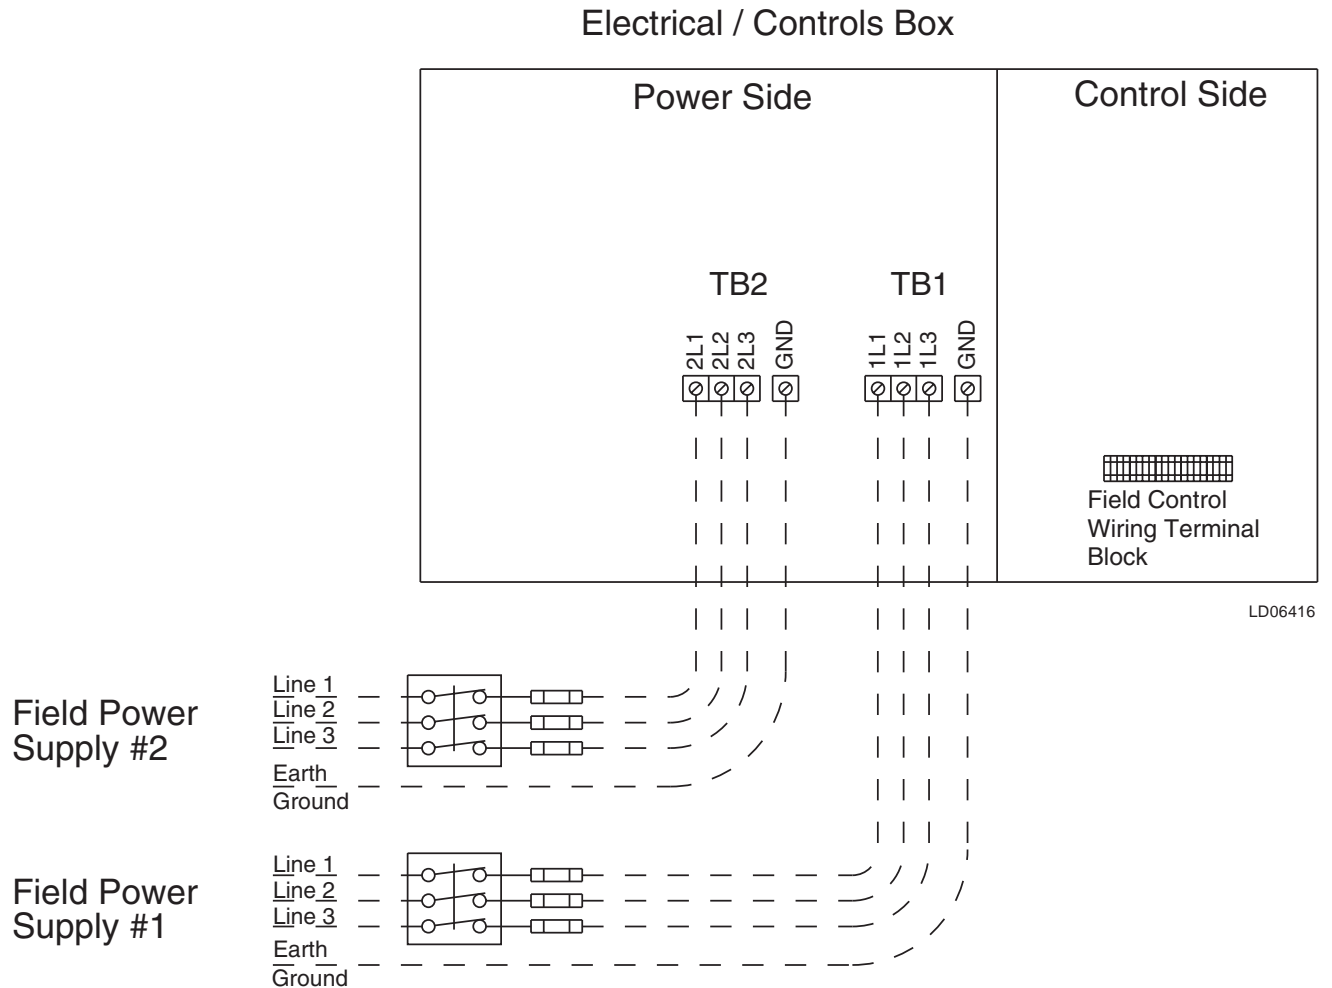 Electrical / Controls Box
Power Side
Control Side
TB2
TB1
2L1
2L2
2L3
GND
1L1
1L2
1L3
GND
Field Control
Wiring Terminal
Block
LD06416
Field Power
Supply #2
Line 1
Line 2
Line 3
Earth
Ground
Field Power
Supply #1
Line 1
Line 2
Line 3
Earth
Ground